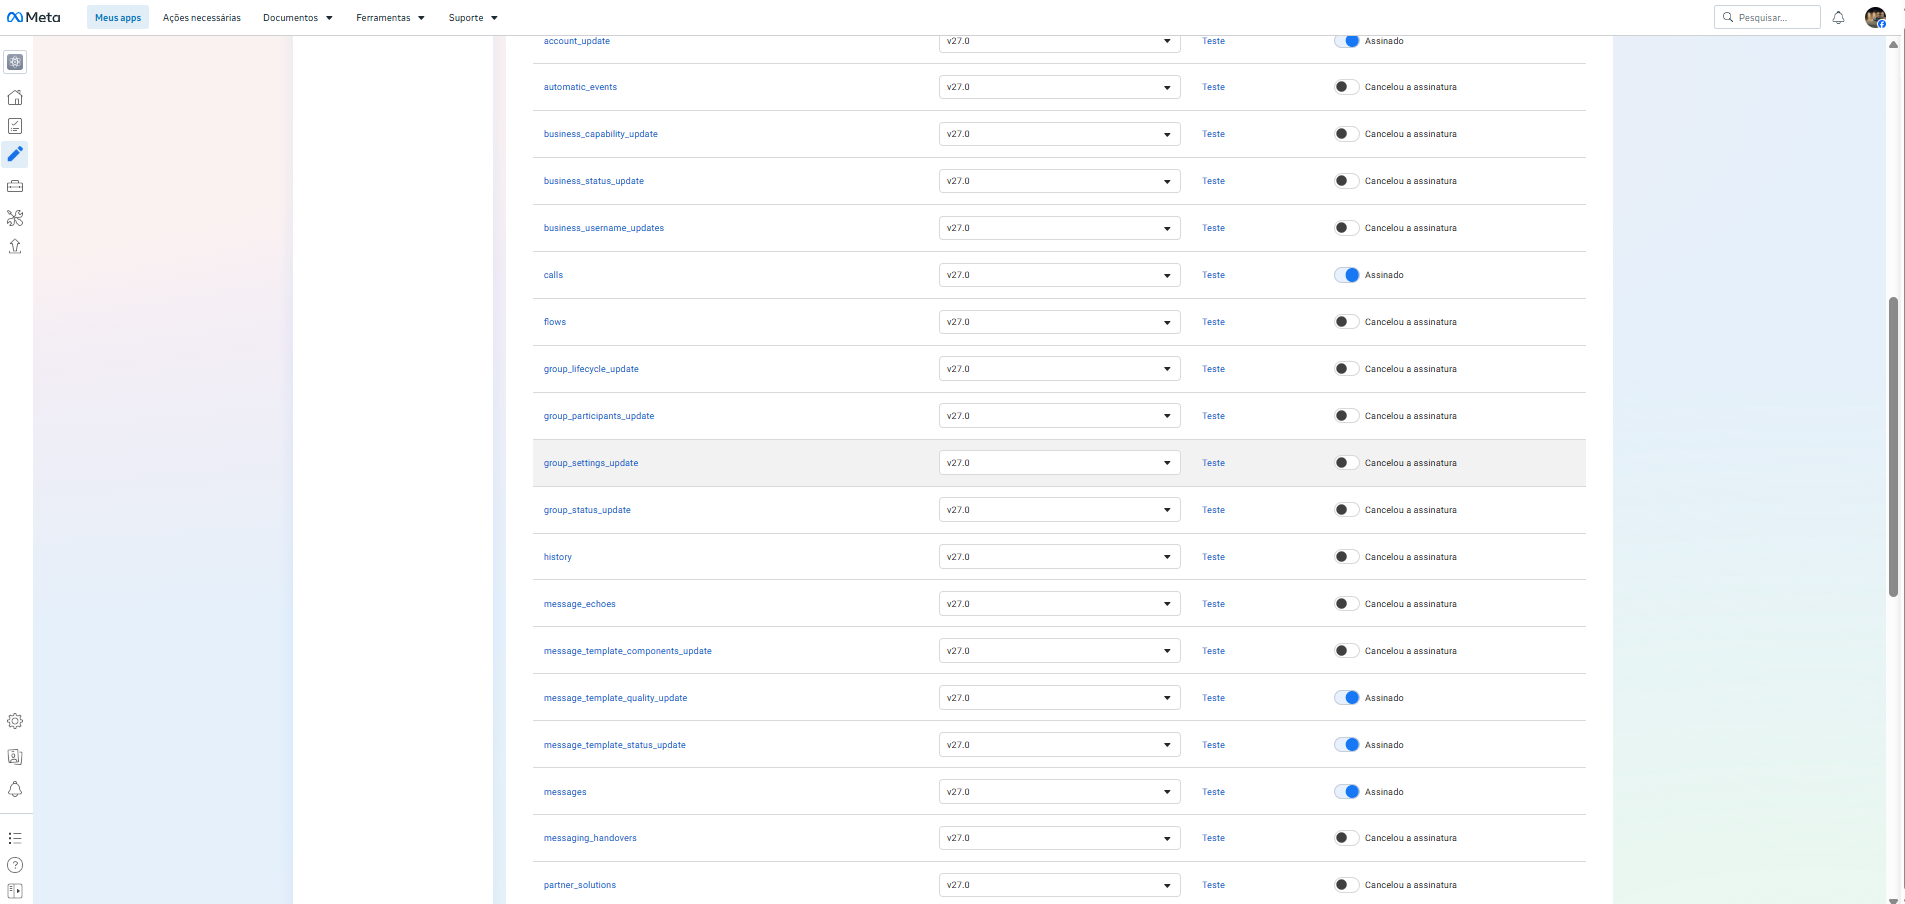 Meta Meus apps Ações necessárias Documentos Ferramentas Suporte Pesquisar...
account_update v27.0 Teste Assinado
automatic_events v27.0 Teste Cancelou a assinatura
business_capability_update v27.0 Teste Cancelou a assinatura
business_status_update v27.0 Teste Cancelou a assinatura
business_username_updates v27.0 Teste Cancelou a assinatura
calls v27.0 Teste Assinado
flows v27.0 Teste Cancelou a assinatura
group_lifecycle_update v27.0 Teste Cancelou a assinatura
group_participants_update v27.0 Teste Cancelou a assinatura
group_settings_update v27.0 Teste Cancelou a assinatura
group_status_update v27.0 Teste Cancelou a assinatura
history v27.0 Teste Cancelou a assinatura
message_echoes v27.0 Teste Cancelou a assinatura
message_template_components_update v27.0 Teste Cancelou a assinatura
message_template_quality_update v27.0 Teste Assinado
message_template_status_update v27.0 Teste Assinado
messages v27.0 Teste Assinado
messaging_handovers v27.0 Teste Cancelou a assinatura
partner_solutions v27.0 Teste Cancelou a assinatura